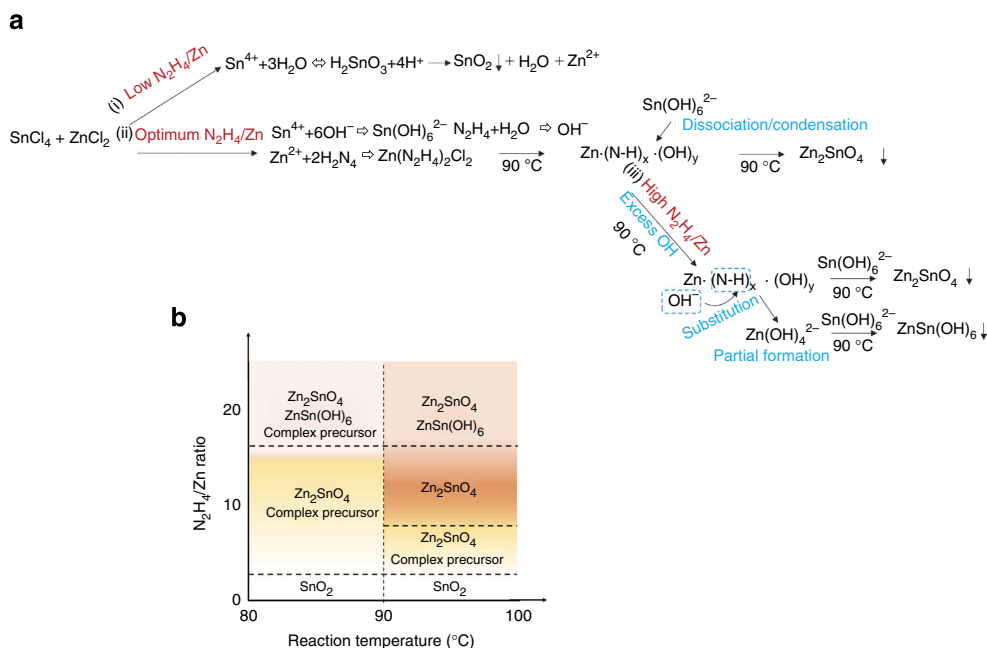 a
(i) Low N2H4/Zn
Sn4++3H2O ⇔ H2SnO3+4H+ → SnO2 ↓ + H2O + Zn2+
SnCl4 + ZnCl2
(ii) Optimum N2H4/Zn
Sn4++6OH− ⇨ Sn(OH)6 2− N2H4+H2O ⇨ OH−
Zn2++2H2N4 ⇨ Zn(N2H4)2Cl2
90 °C
Sn(OH)6 2−
Dissociation/condensation
Zn·(N-H)x ·(OH)y
90 °C
Zn2SnO4 ↓
(iii) High N2H4/Zn
Excess OH
90 °C
Zn· (N-H)x · (OH)y
Sn(OH)6 2−
90 °C
Zn2SnO4 ↓
OH−
Substitution
Zn(OH)4 2−
Sn(OH)6 2−
90 °C
ZnSn(OH)6 ↓
Partial formation
b
N2H4/Zn ratio
20
10
0
Zn2SnO4
ZnSn(OH)6
Complex precursor
Zn2SnO4
ZnSn(OH)6
Zn2SnO4
Complex precursor
Zn2SnO4
Zn2SnO4
Complex precursor
SnO2
SnO2
80
90
100
Reaction temperature (°C)